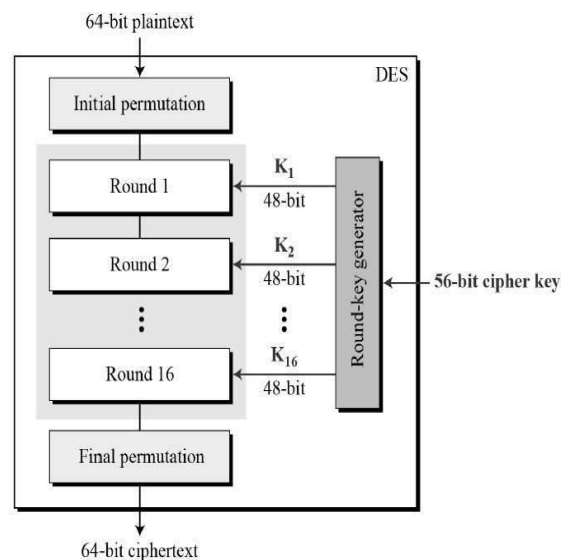 64-bit plaintext
DES
Initial permutation
K1
Round 1
48-bit
K2
Round 2
48-bit
Round-key generator
56-bit cipher key
K16
Round 16
48-bit
Final permutation
64-bit ciphertext